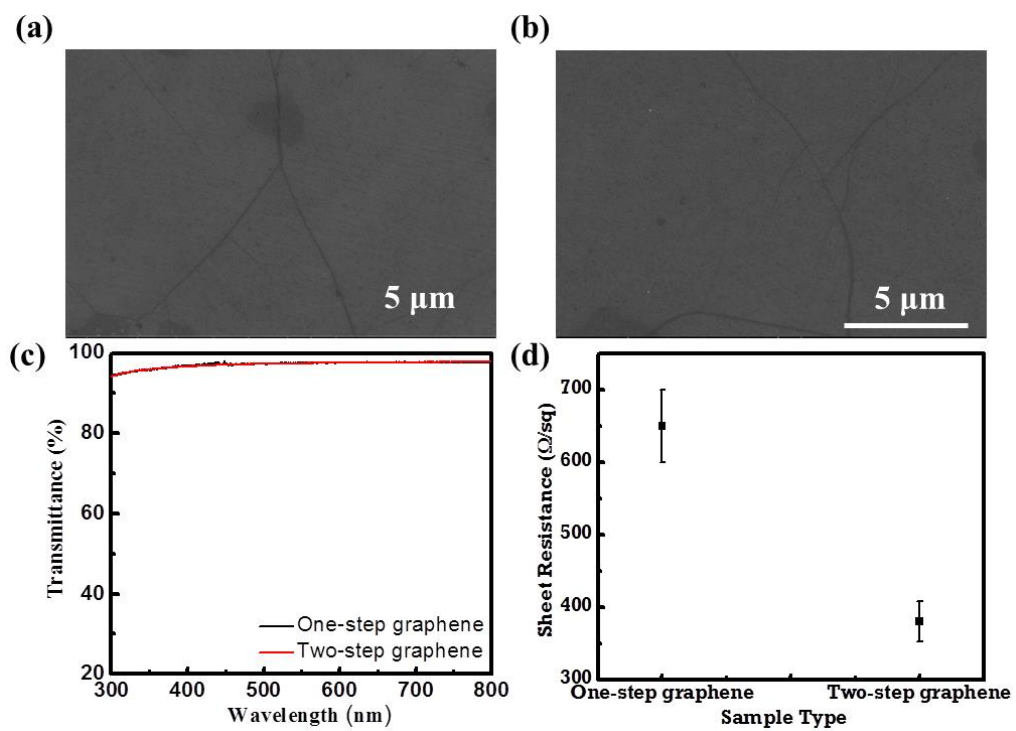 (a)
(b)
5 μm
5 μm
(c)
100
80
60
40
20
Transmittance (%)
One-step graphene
Two-step graphene
300 400 500 600 700 800
Wavelength (nm)
(d)
700
600
500
400
300
Sheet Resistance (Ω/sq)
One-step graphene Two-step graphene
Sample Type